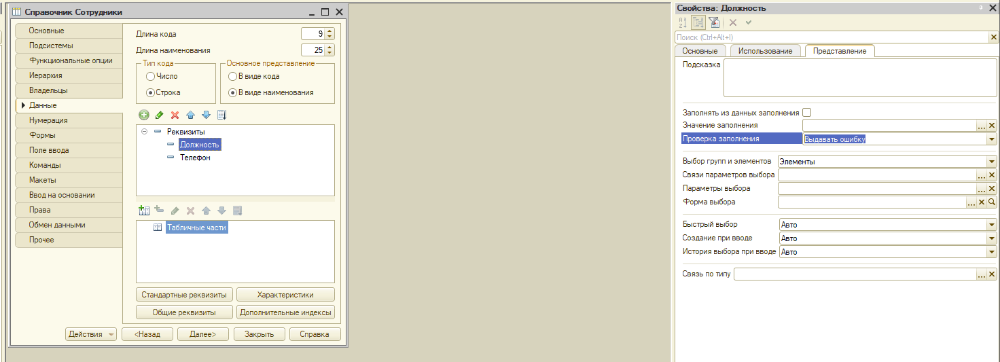 Справочник Сотрудники
Основные
Подсистемы
Функциональные опции
Иерархия
Владельцы
Данные
Нумерация
Формы
Поле ввода
Команды
Макеты
Ввод на основании
Права
Обмен данными
Прочее
Длина кода 9
Длина наименования 25
Тип кода
Число
Строка
Основное представление
В виде кода
В виде наименования
Реквизиты
Должность
Телефон
Табличные части
Стандартные реквизиты Характеристики
Общие реквизиты Дополнительные индексы
Действия <Назад Далее> Закрыть Справка
Свойства: Должность
Поиск (Ctrl+Alt+I)
Основные Использование Представление
Подсказка
Заполнять из данных заполнения
Значение заполнения ...
Проверка заполнения Выдавать ошибку
Выбор групп и элементов Элементы
Связи параметров выбора ...
Параметры выбора ...
Форма выбора ...
Быстрый выбор Авто
Создание при вводе Авто
История выбора при вводе Авто
Связь по типу ...